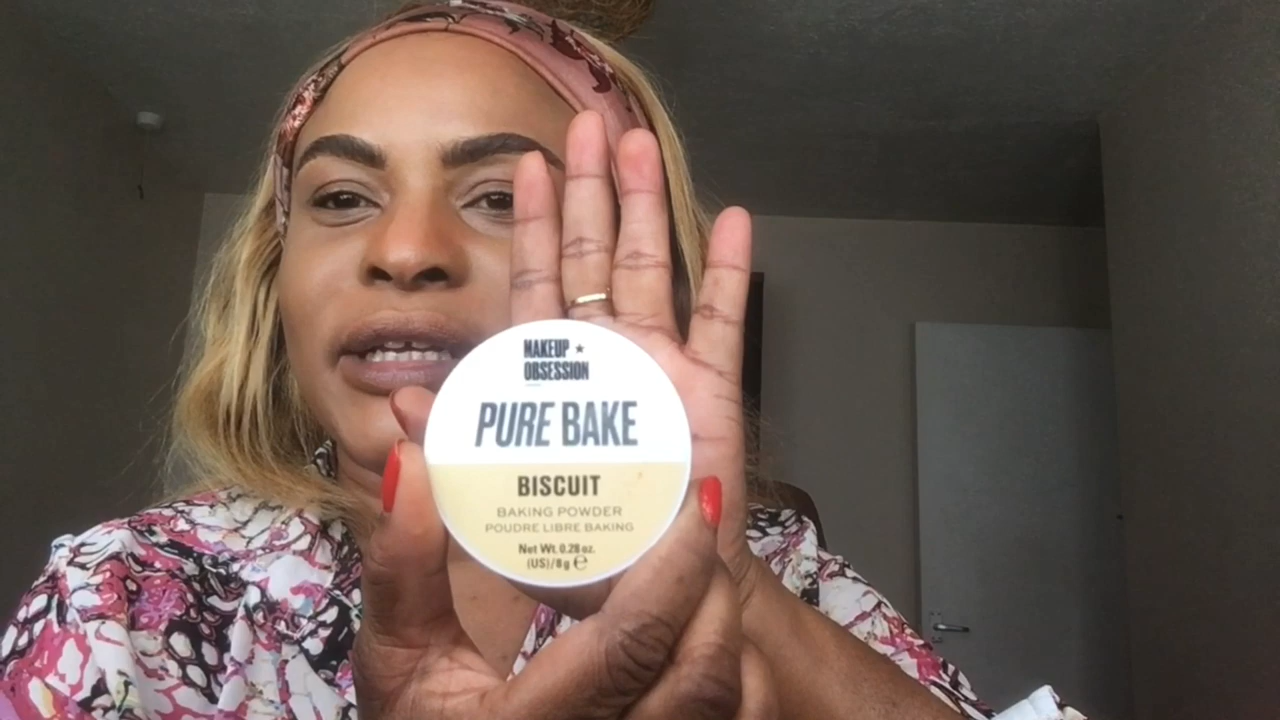 MAKEUP ★
OBSESSION
PURE BAKE
BISCUIT
BAKING POWDER
POUDRE LIBRE BAKING
Net Wt. 0.28 oz.
(US)/8g ℮